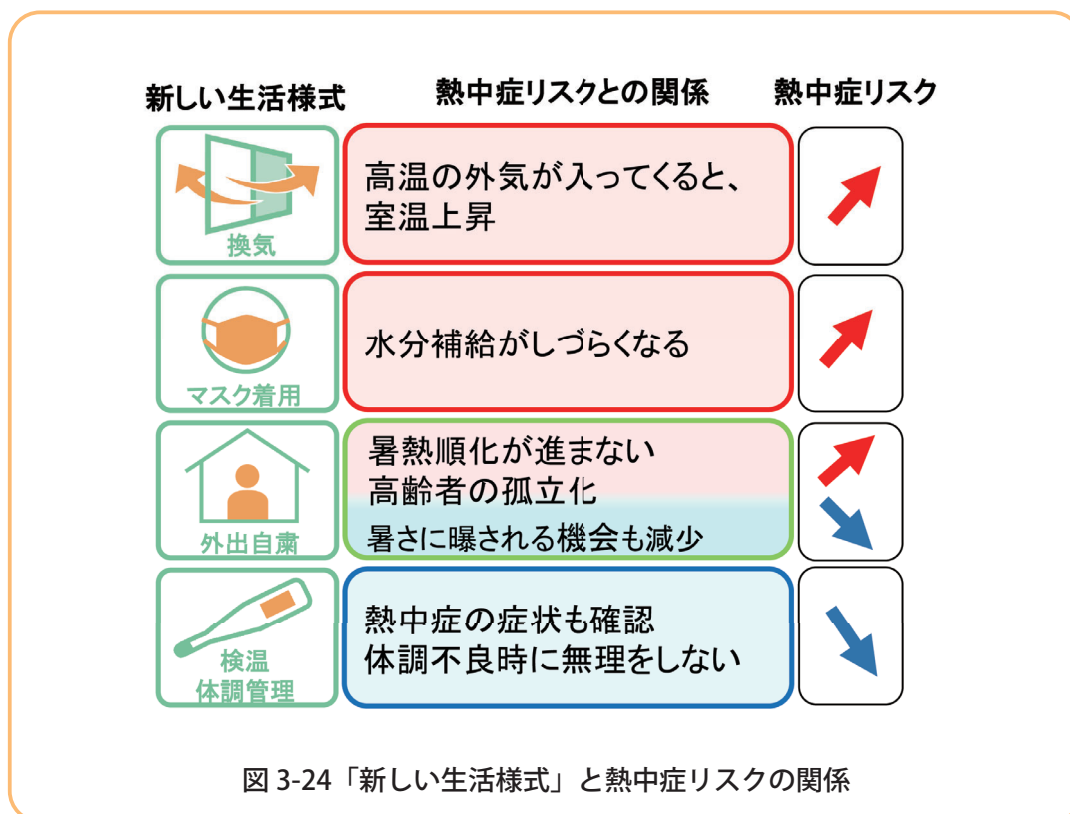 新しい生活様式
熱中症リスクとの関係
熱中症リスク
換気
高温の外気が入ってくると、
室温上昇
マスク着用
水分補給がしづらくなる
外出自粛
暑熱順化が進まない
高齢者の孤立化
暑さに曝される機会も減少
検温
体調管理
熱中症の症状も確認
体調不良時に無理をしない
図 3-24「新しい生活様式」と熱中症リスクの関係